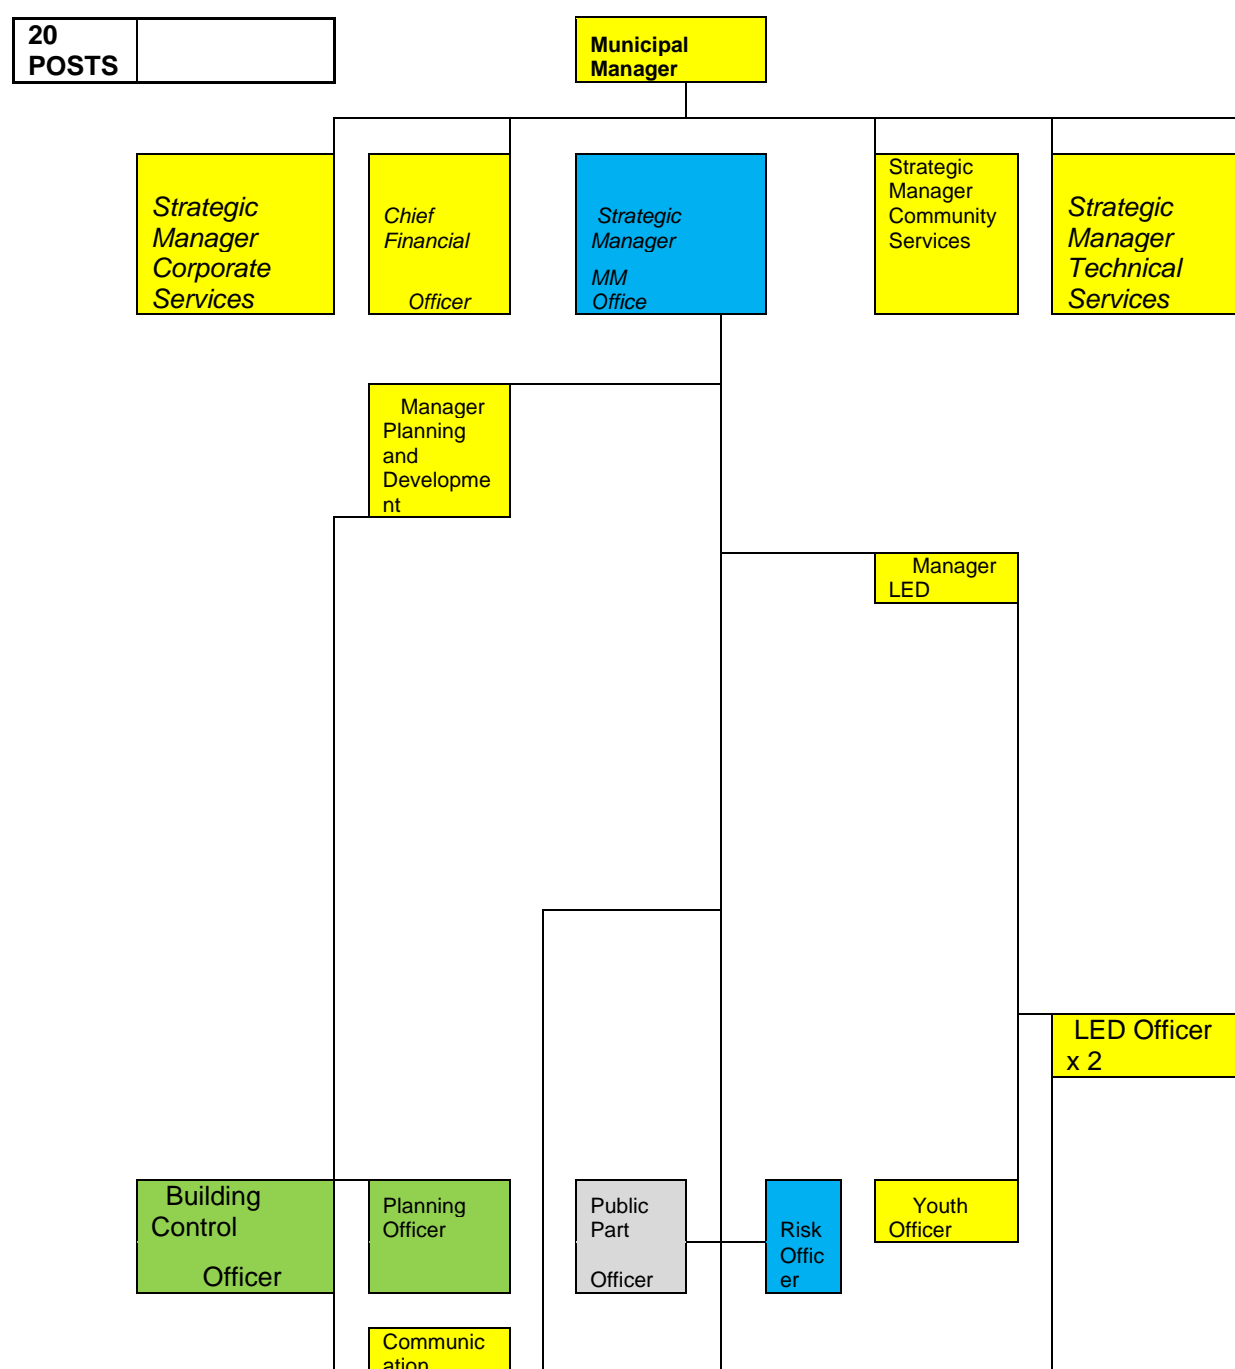 20
POSTS
Municipal
Manager
Strategic
Manager
Corporate
Services
Chief
Financial
Officer
Strategic
Manager
MM
Office
Strategic
Manager
Community
Services
Strategic
Manager
Technical
Services
Manager
Planning
and
Developme
nt
Manager
LED
LED Officer
x 2
Building
Control
Officer
Planning
Officer
Public
Part
Officer
Risk
Offic
er
Youth
Officer
Communic
ation